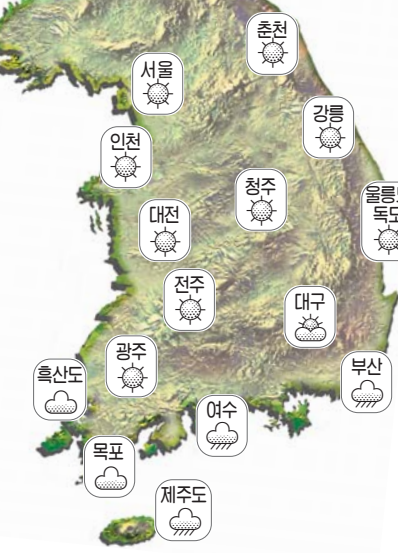 춘천
서울
강릉
인천
청주
울릉도
독도
대전
전주
대구
광주
부산
흑산도
여수
목포
제주도